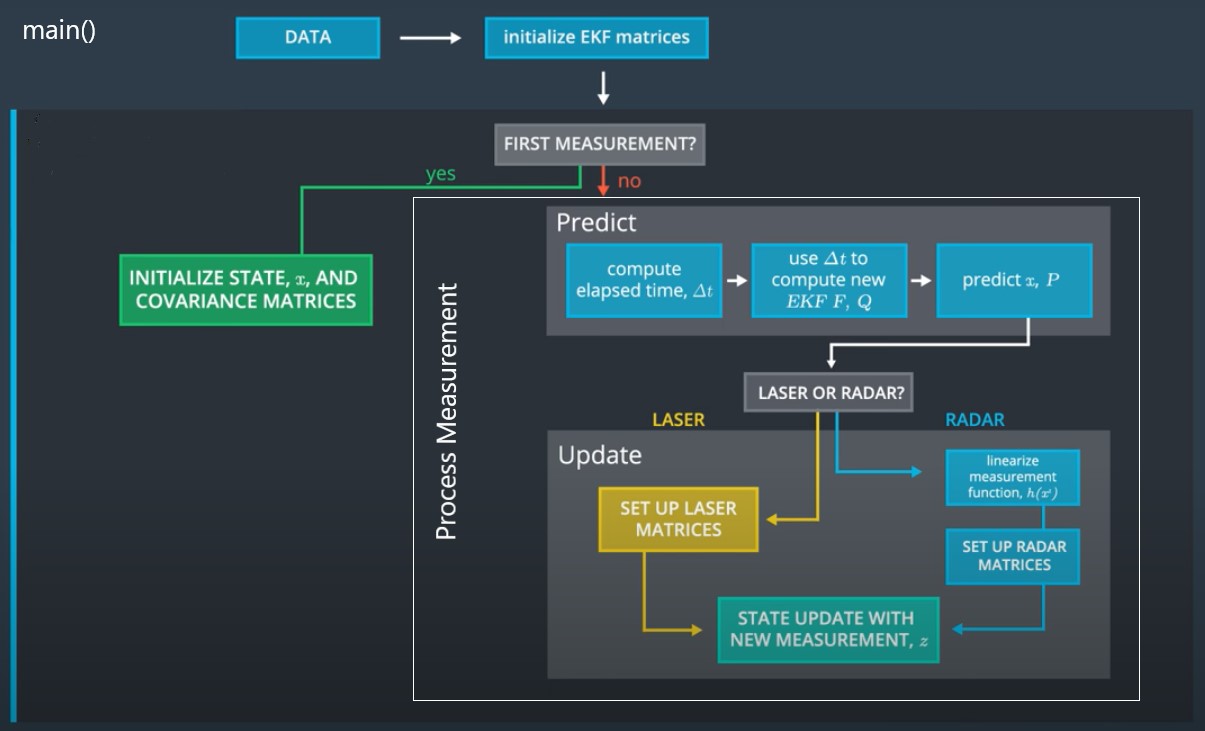 main()
DATA
initialize EKF matrices
FIRST MEASUREMENT?
yes
no
INITIALIZE STATE, x, AND
COVARIANCE MATRICES
Process Measurement
Predict
compute
elapsed time, Δt
use Δt to
compute new
EKF F, Q
predict x, P
LASER OR RADAR?
LASER
RADAR
Update
SET UP LASER
MATRICES
linearize
measurement
function, h(x')
SET UP RADAR
MATRICES
STATE UPDATE WITH
NEW MEASUREMENT, z